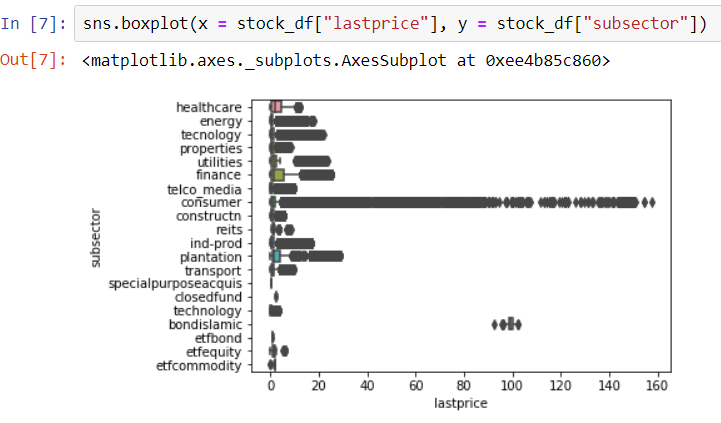 In [7]: sns.boxplot(x = stock_df["lastprice"], y = stock_df["subsector"])
Out[7]: <matplotlib.axes._subplots.AxesSubplot at 0xee4b85c860>
healthcare
energy
tecnology
properties
utilities
finance
telco_media
consumer
constructn
reits
ind-prod
plantation
transport
specialpurposeacquis
closedfund
technology
bondislamic
etfbond
etfequity
etfcommodity
subsector
0 20 40 60 80 100 120 140 160
lastprice